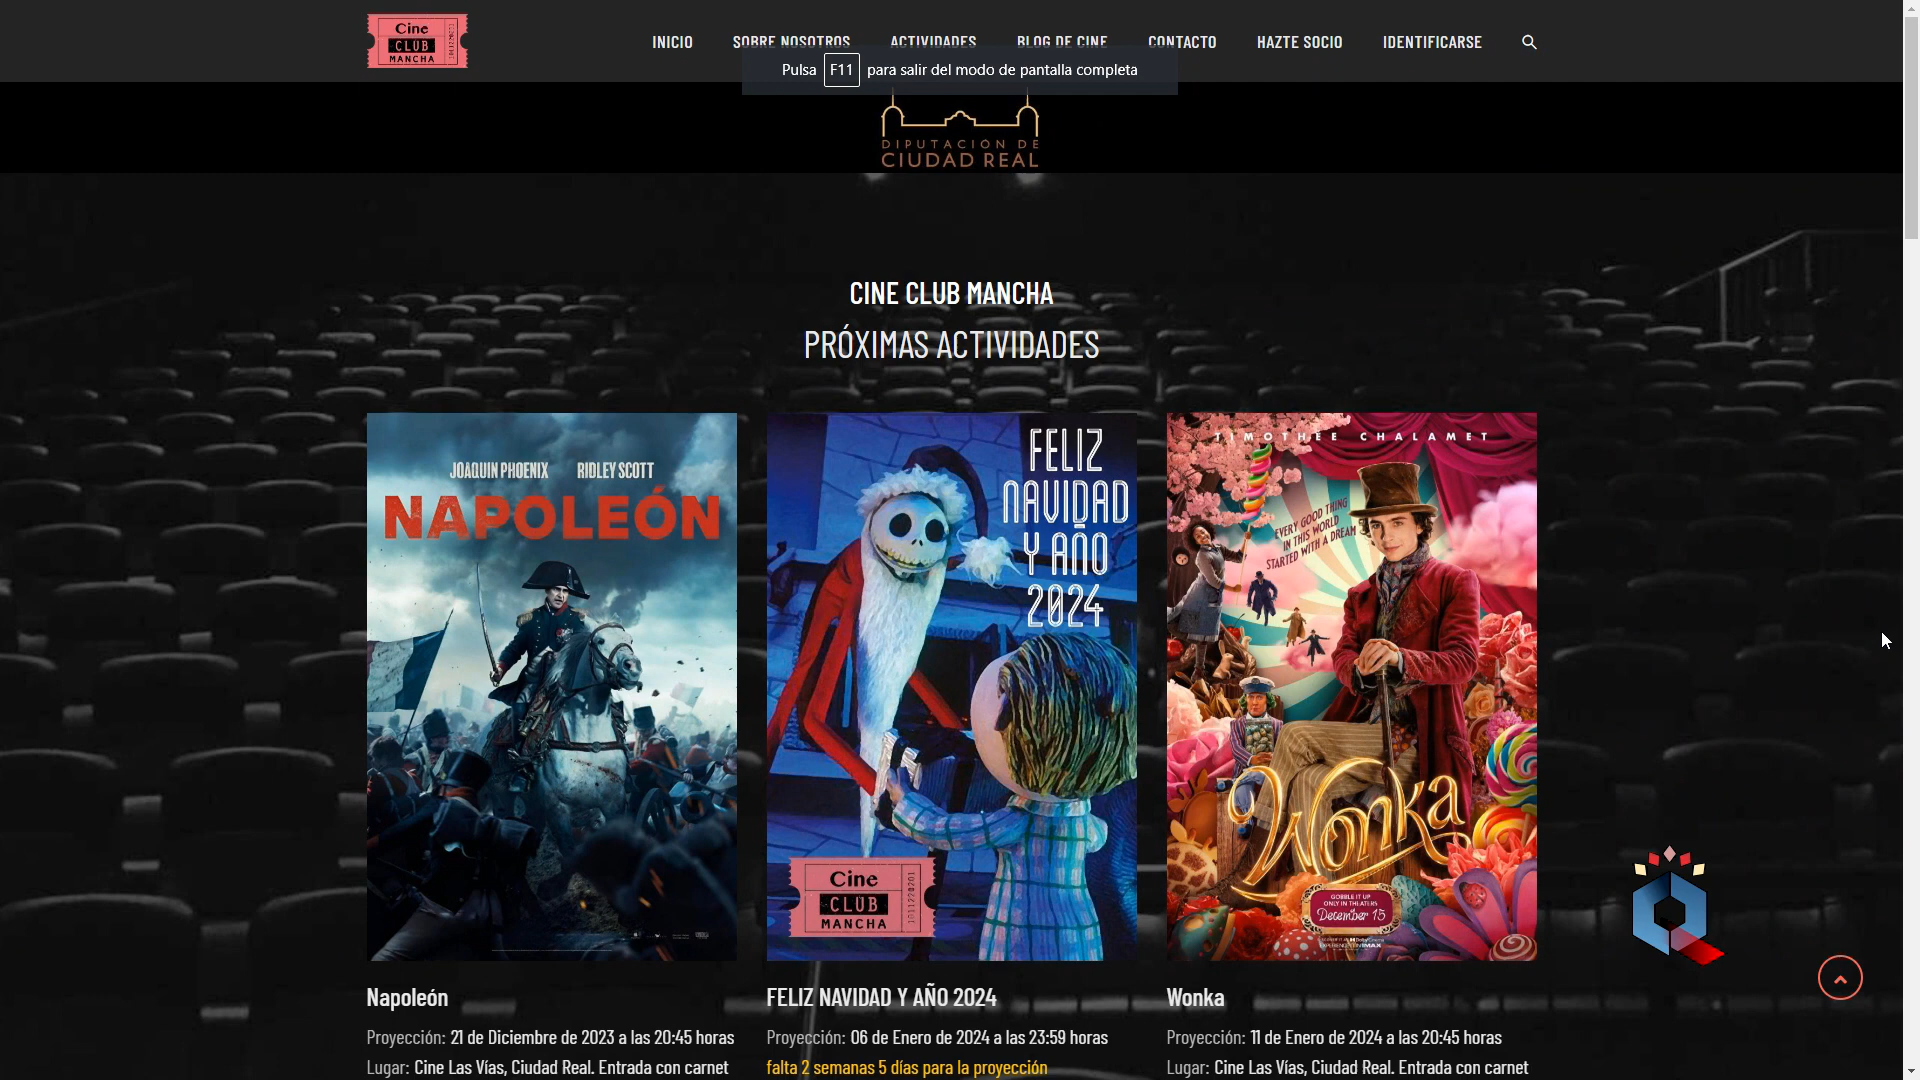 Cine
CLUB
MANCHA
INICIO
SOBRE NOSOTROS
ACTIVIDADES
BLOG DE CINE
CONTACTO
HAZTE SOCIO
IDENTIFICARSE
Pulsa F11 para salir del modo de pantalla completa
DIPUTACIÓN DE
CIUDAD REAL
CINE CLUB MANCHA
PRÓXIMAS ACTIVIDADES
JOAQUIN PHOENIX RIDLEY SCOTT
NAPOLEÓN
FELIZ
NAVIDAD
Y AÑO
2024
Cine
CLUB
MANCHA
TIMOTHÉE CHALAMET
EVERY GOOD THING
IN THIS WORLD
STARTED WITH A DREAM
Wonka
GOBBLE IT UP
ONLY IN THEATERS
December 15
Napoleón
Proyección: 21 de Diciembre de 2023 a las 20:45 horas
Lugar: Cine Las Vías, Ciudad Real. Entrada con carnet
FELIZ NAVIDAD Y AÑO 2024
Proyección: 06 de Enero de 2024 a las 23:59 horas
falta 2 semanas 5 días para la proyección
Wonka
Proyección: 11 de Enero de 2024 a las 20:45 horas
Lugar: Cine Las Vías, Ciudad Real. Entrada con carnet